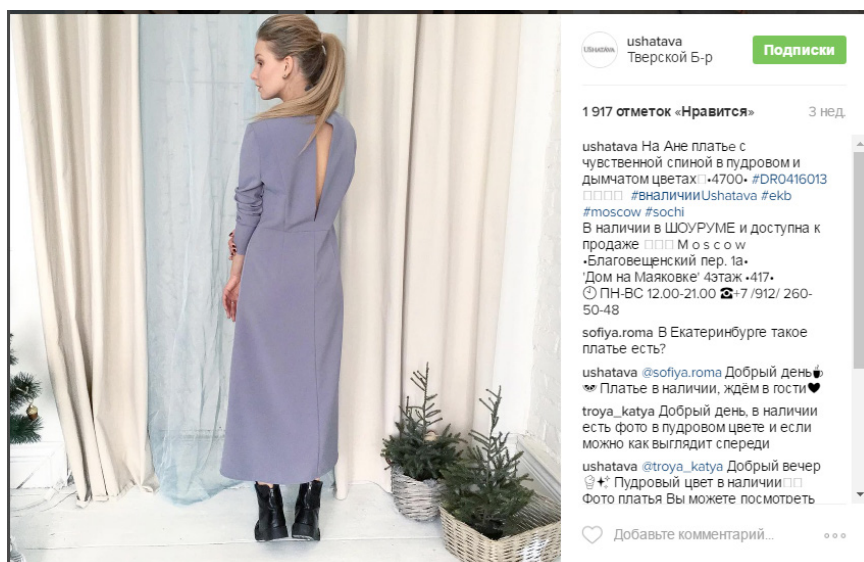 USHATAVA
ushatava
Тверской Б-р
Подписки
1 917 отметок «Нравится»
3 нед.
ushatava На Ане платье с
чувственной спиной в пудровом и
дымчатом цветах▯•4700• #DR0416013
▯▯▯▯ #вналичииUshatava #ekb
#moscow #sochi
В наличии в ШОУРУМЕ и доступна к
продаже ▯▯▯ M o s c o w
•Благовещенский пер. 1а•
'Дом на Маяковке' 4этаж •417•
🕙 ПН-ВС 12.00-21.00 ☎+7 /912/ 260-
50-48
sofiya.roma В Екатеринбурге такое
платье есть?
ushatava @sofiya.roma Добрый день
Платье в наличии, ждём в гости♥
troya_katya Добрый день, в наличии
есть фото в пудровом цвете и если
можно как выглядит спереди
ushatava @troya_katya Добрый вечер
Пудровый цвет в наличии▯▯
Фото платья Вы можете посмотреть
Добавьте комментарий...